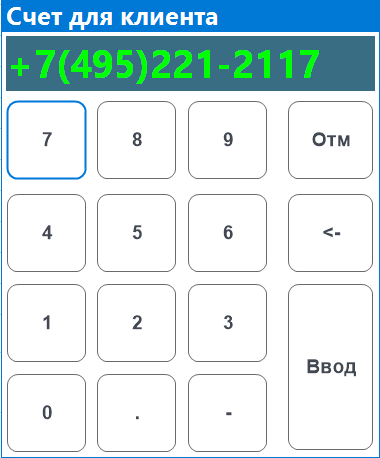 Счет для клиента
+7(495)221-2117
7 8 9 Отм
4 5 6 <-
1 2 3
Ввод
0 . -